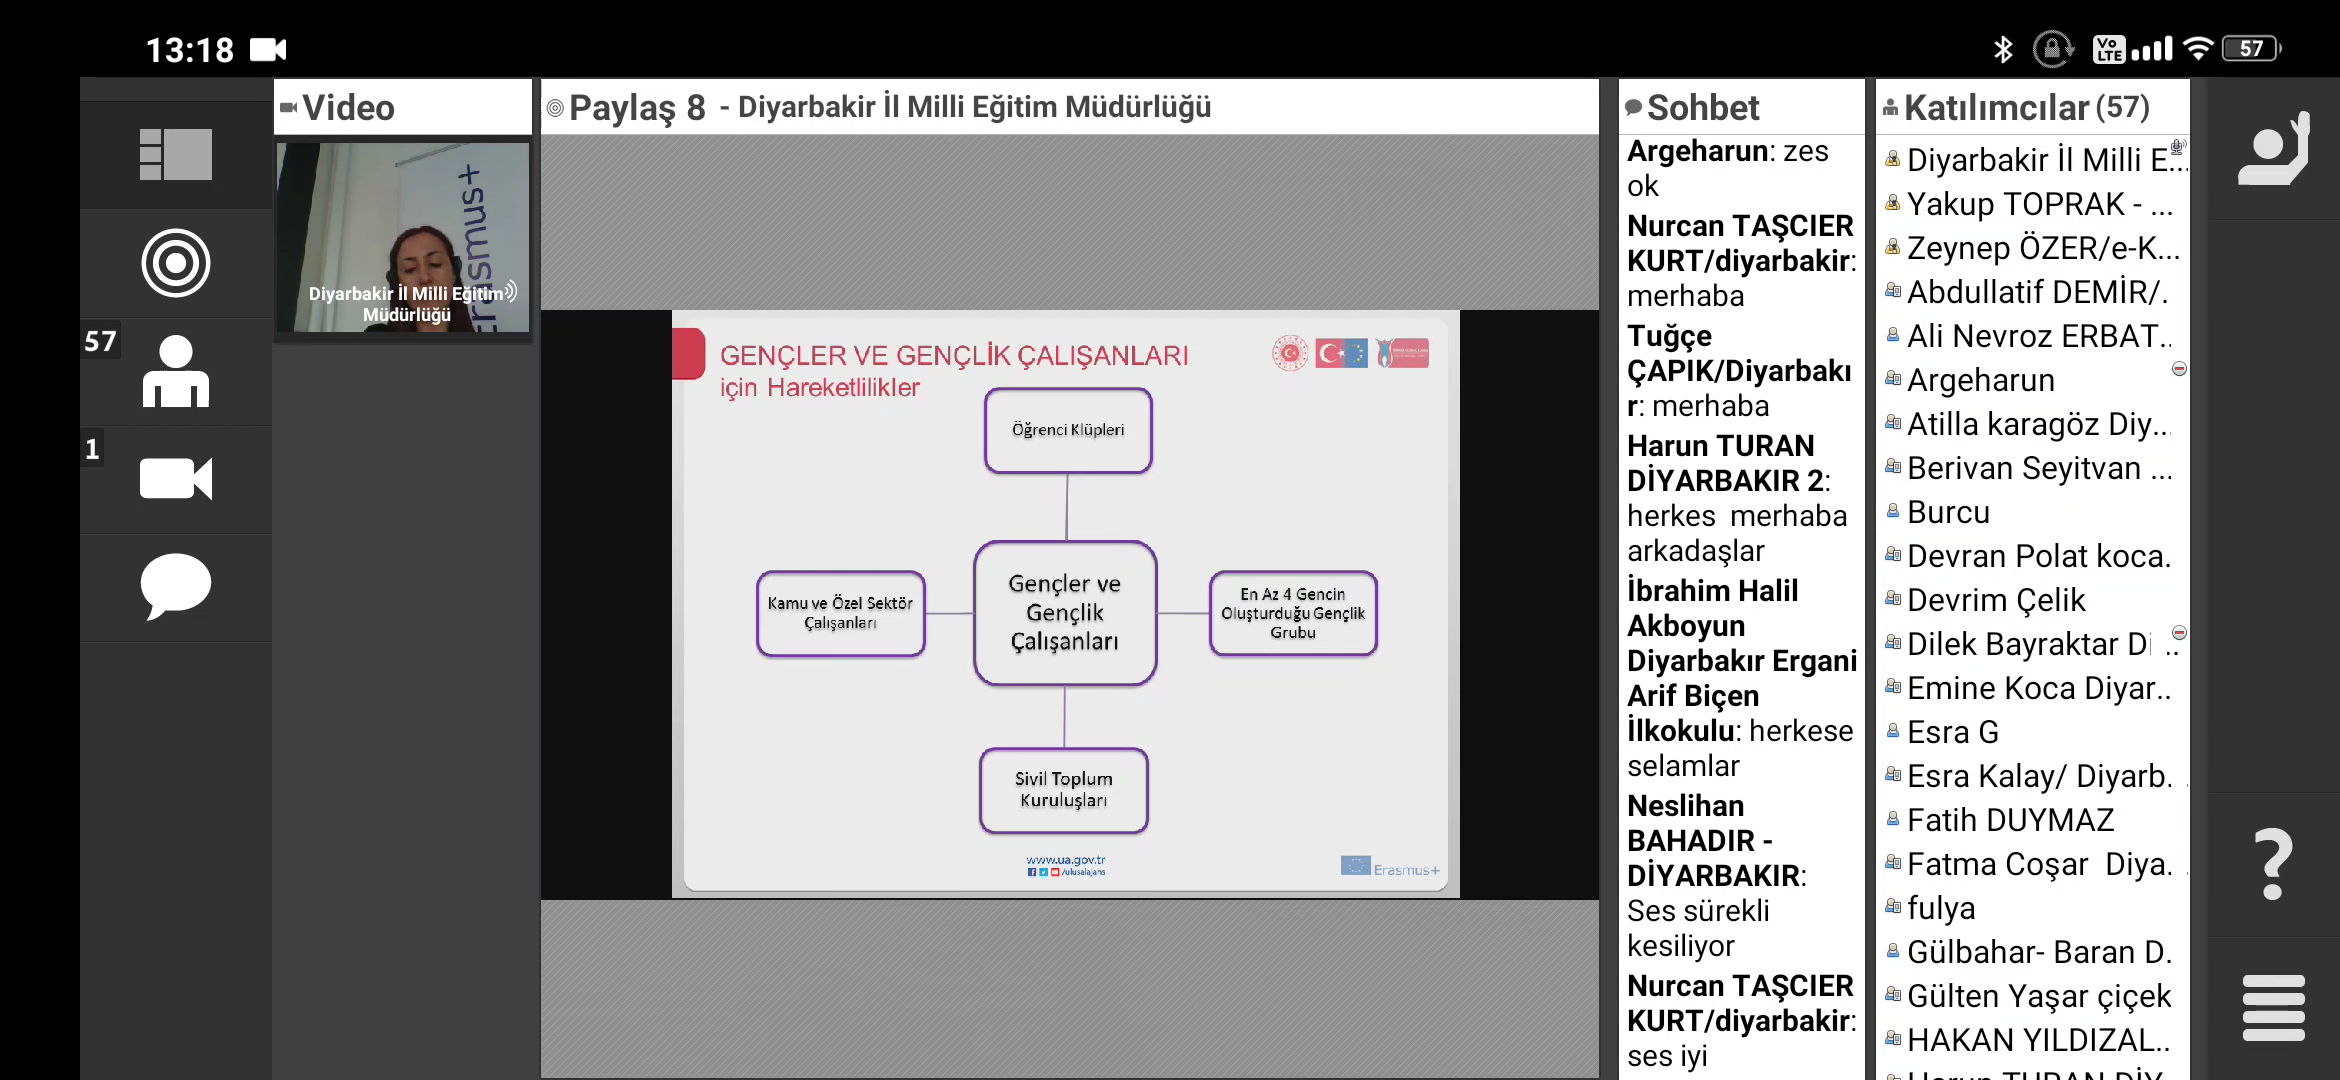 13:18
Vo
LTE
57
Video
Erasmus+
Diyarbakir İl Milli Eğitim
Müdürlüğü
57
1
Paylaş 8 - Diyarbakir İl Milli Eğitim Müdürlüğü
GENÇLER VE GENÇLİK ÇALIŞANLARI
için Hareketlilikler
Öğrenci Klüpleri
Kamu ve Özel Sektör
Çalışanları
Gençler ve
Gençlik
Çalışanları
En Az 4 Gencin
Oluşturduğu Gençlik
Grubu
Sivil Toplum
Kuruluşları
www.ua.gov.tr
/ulusalajans
Erasmus+
Sohbet
Argeharun: zes
ok
Nurcan TAŞCIER
KURT/diyarbakir:
merhaba
Tuğçe
ÇAPIK/Diyarbakı
r: merhaba
Harun TURAN
DİYARBAKIR 2:
herkes merhaba
arkadaşlar
İbrahim Halil
Akboyun
Diyarbakır Ergani
Arif Biçen
İlkokulu: herkese
selamlar
Neslihan
BAHADIR -
DİYARBAKIR:
Ses sürekli
kesiliyor
Nurcan TAŞCIER
KURT/diyarbakir:
ses iyi
Katılımcılar (57)
Diyarbakir İl Milli E...
Yakup TOPRAK - ...
Zeynep ÖZER/e-K...
Abdullatif DEMİR/.
Ali Nevroz ERBAT..
Argeharun
Atilla karagöz Diy...
Berivan Seyitvan ...
Burcu
Devran Polat koca.
Devrim Çelik
Dilek Bayraktar Di ..
Emine Koca Diyar..
Esra G
Esra Kalay/ Diyarb. .
Fatih DUYMAZ
Fatma Coşar Diya. .
fulya
Gülbahar- Baran D.
Gülten Yaşar çiçek
HAKAN YILDIZAL..
Harun TURAN DİY
?